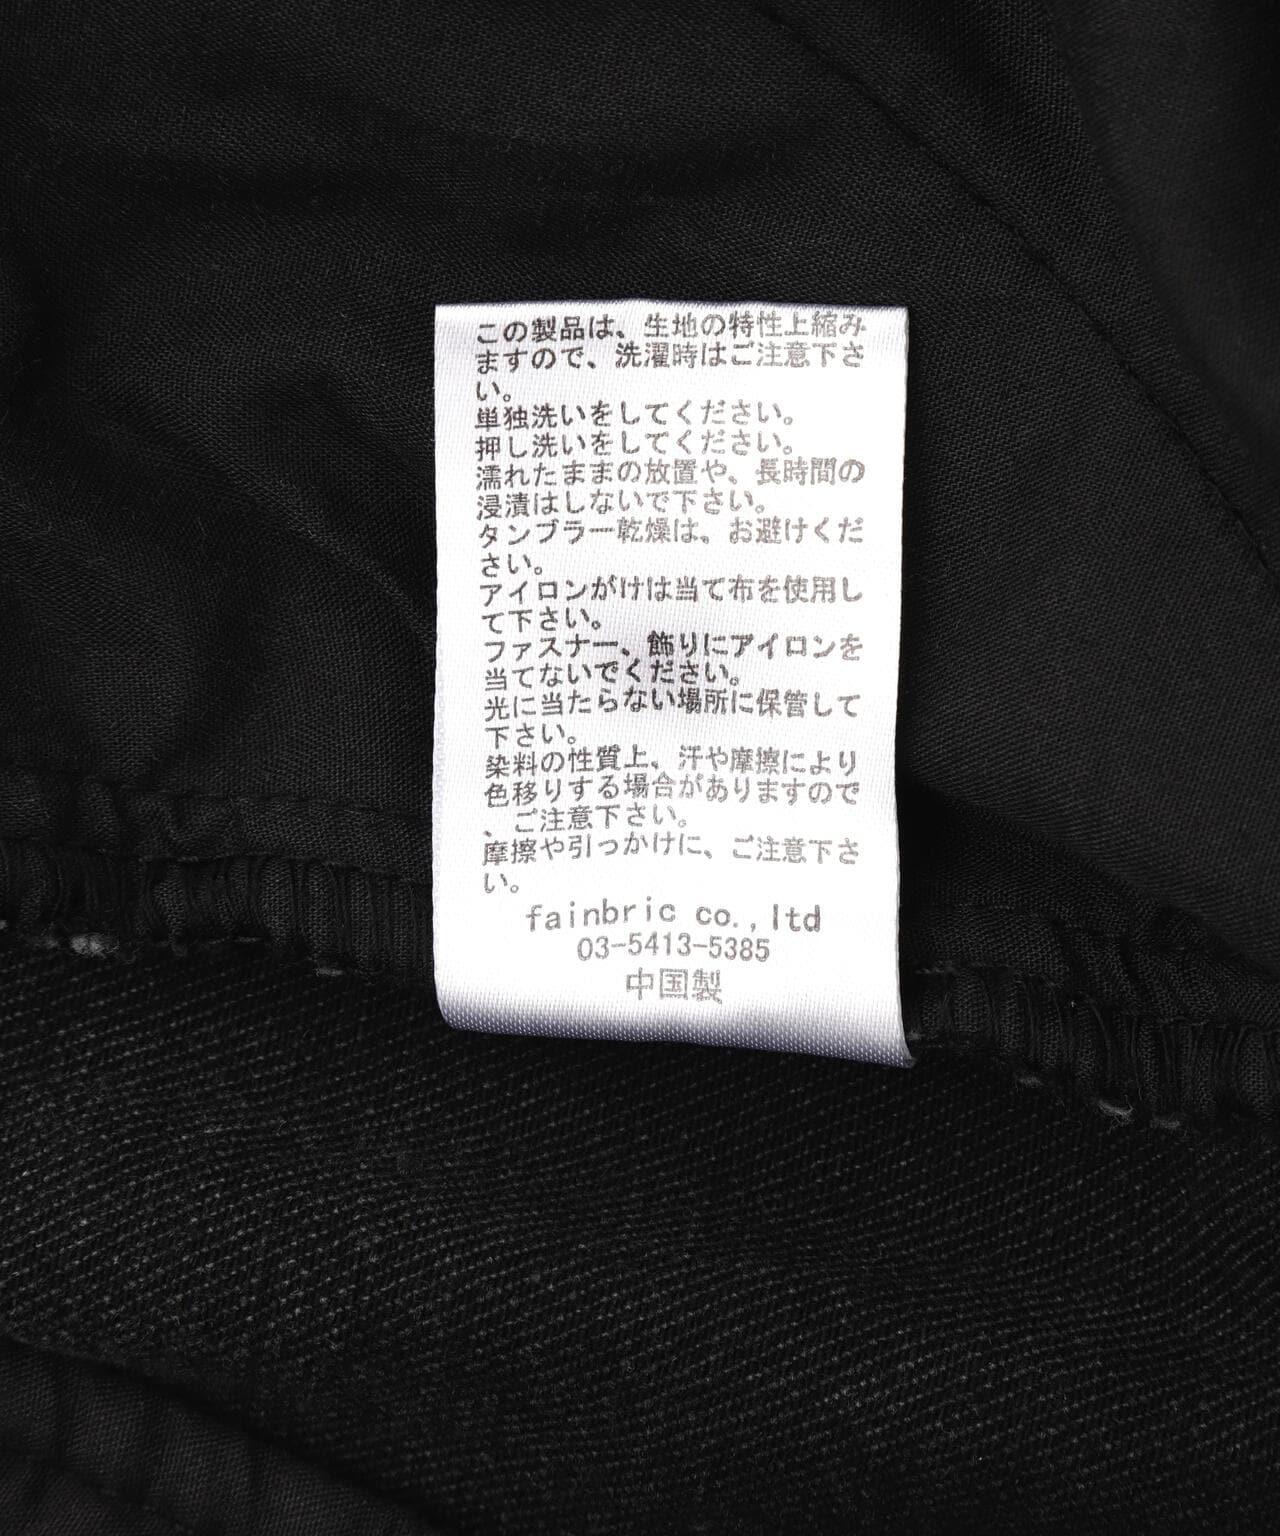 この製品は、生地の特性上縮み
ますので、洗濯時はご注意下さ
い。
単独洗いをしてください。
押し洗いをしてください。
濡れたままの放置や、長時間の
浸漬はしないで下さい。
タンブラー乾燥は、お避けくだ
さい。
アイロンがけは当て布を使用し
て下さい。
ファスナー、飾りにアイロンを
当てないでください。
光に当たらない場所に保管して
下さい。
染料の性質上、汗や摩擦により
色移りする場合がありますので
、ご注意下さい。
摩擦や引っかけに、ご注意下さ
い。
fainbric co.,ltd
03-5413-5385
中国製